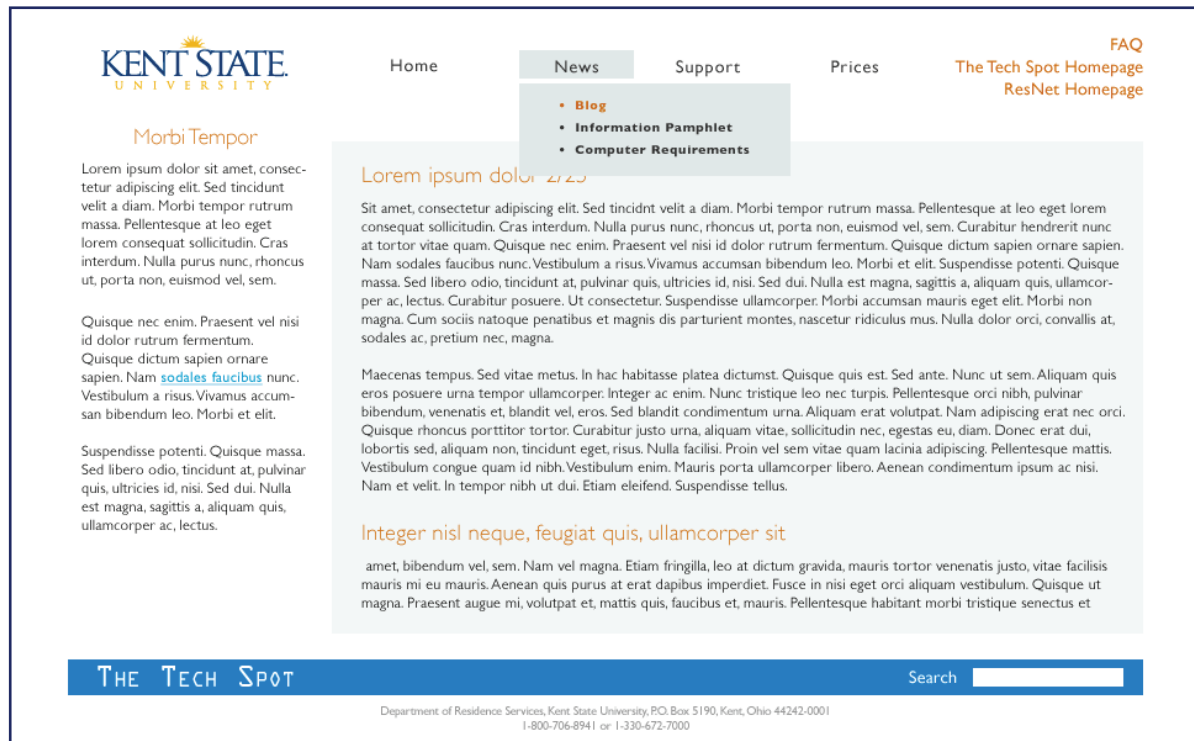 KENT STATE.
UNIVERSITY
Home
News
Support
Prices
FAQ
The Tech Spot Homepage
ResNet Homepage
• Blog
• Information Pamphlet
• Computer Requirements
Morbi Tempor
Lorem ipsum dolor sit amet, consec-
tetur adipiscing elit. Sed tincidunt
velit a diam. Morbi tempor rutrum
massa. Pellentesque at leo eget
lorem consequat sollicitudin. Cras
interdum. Nulla purus nunc, rhoncus
ut, porta non, euismod vel, sem.
Quisque nec enim. Praesent vel nisi
id dolor rutrum fermentum.
Quisque dictum sapien ornare
sapien. Nam sodales faucibus nunc.
Vestibulum a risus. Vivamus accum-
san bibendum leo. Morbi et elit.
Suspendisse potenti. Quisque massa.
Sed libero odio, tincidunt at, pulvinar
quis, ultricies id, nisi. Sed dui. Nulla
est magna, sagittis a, aliquam quis,
ullamcorper ac, lectus.
Lorem ipsum dolor 2/25
Sit amet, consectetur adipiscing elit. Sed tincidnt velit a diam. Morbi tempor rutrum massa. Pellentesque at leo eget lorem
consequat sollicitudin. Cras interdum. Nulla purus nunc, rhoncus ut, porta non, euismod vel, sem. Curabitur hendrerit nunc
at tortor vitae quam. Quisque nec enim. Praesent vel nisi id dolor rutrum fermentum. Quisque dictum sapien ornare sapien.
Nam sodales faucibus nunc. Vestibulum a risus. Vivamus accumsan bibendum leo. Morbi et elit. Suspendisse potenti. Quisque
massa. Sed libero odio, tincidunt at, pulvinar quis, ultricies id, nisi. Sed dui. Nulla est magna, sagittis a, aliquam quis, ullamcor-
per ac, lectus. Curabitur posuere. Ut consectetur. Suspendisse ullamcorper. Morbi accumsan mauris eget elit. Morbi non
magna. Cum sociis natoque penatibus et magnis dis parturient montes, nascetur ridiculus mus. Nulla dolor orci, convallis at,
sodales ac, pretium nec, magna.
Maecenas tempus. Sed vitae metus. In hac habitasse platea dictumst. Quisque quis est. Sed ante. Nunc ut sem. Aliquam quis
eros posuere urna tempor ullamcorper. Integer ac enim. Nunc tristique leo nec turpis. Pellentesque orci nibh, pulvinar
bibendum, venenatis et, blandit vel, eros. Sed blandit condimentum urna. Aliquam erat volutpat. Nam adipiscing erat nec orci.
Quisque rhoncus porttitor tortor. Curabitur justo urna, aliquam vitae, sollicitudin nec, egestas eu, diam. Donec erat dui,
lobortis sed, aliquam non, tincidunt eget, risus. Nulla facilisi. Proin vel sem vitae quam lacinia adipiscing. Pellentesque mattis.
Vestibulum congue quam id nibh. Vestibulum enim. Mauris porta ullamcorper libero. Aenean condimentum ipsum ac nisi.
Nam et velit. In tempor nibh ut dui. Etiam eleifend. Suspendisse tellus.
Integer nisl neque, feugiat quis, ullamcorper sit
amet, bibendum vel, sem. Nam vel magna. Etiam fringilla, leo at dictum gravida, mauris tortor venenatis justo, vitae facilisis
mauris mi eu mauris. Aenean quis purus at erat dapibus imperdiet. Fusce in nisi eget orci aliquam vestibulum. Quisque ut
magna. Praesent augue mi, volutpat et, mattis quis, faucibus et, mauris. Pellentesque habitant morbi tristique senectus et
THE TECH SPOT
Search
Department of Residence Services, Kent State University, P.O. Box 5190, Kent, Ohio 44242-0001
1-800-706-8941 or 1-330-672-7000